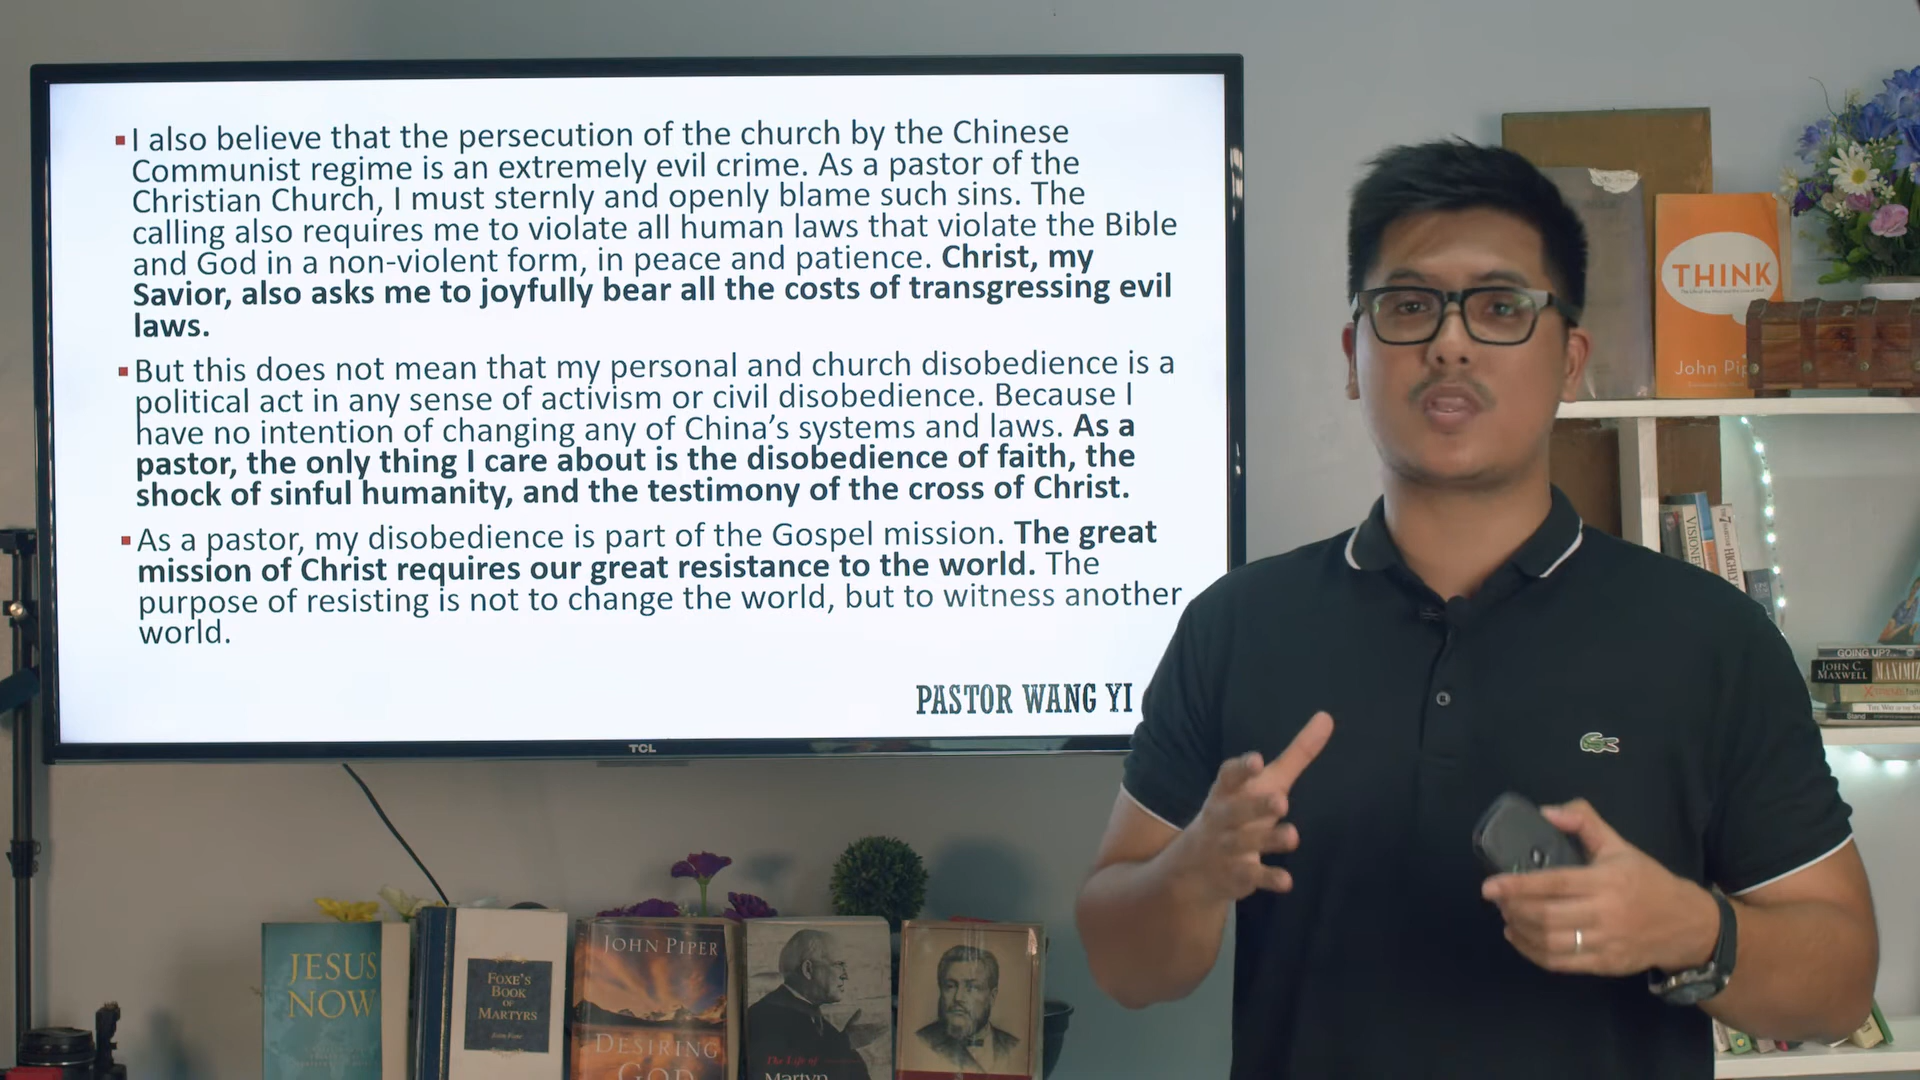 ▪I also believe that the persecution of the church by the Chinese
Communist regime is an extremely evil crime. As a pastor of the
Christian Church, I must sternly and openly blame such sins. The
calling also requires me to violate all human laws that violate the Bible
and God in a non-violent form, in peace and patience. Christ, my
Savior, also asks me to joyfully bear all the costs of transgressing evil
laws.
▪But this does not mean that my personal and church disobedience is a
political act in any sense of activism or civil disobedience. Because I
have no intention of changing any of China's systems and laws. As a
pastor, the only thing I care about is the disobedience of faith, the
shock of sinful humanity, and the testimony of the cross of Christ.
▪As a pastor, my disobedience is part of the Gospel mission. The great
mission of Christ requires our great resistance to the world. The
purpose of resisting is not to change the world, but to witness another
world.
PASTOR WANG YI
TCL
THINK
John Pip
GOING UP?
JOHN C.
MAXWELL
JESUS
NOW
FOXE'S
BOOK
OF
MARTYRS
JOHN PIPER
DESIRING
GOD
The Life of
Martyn